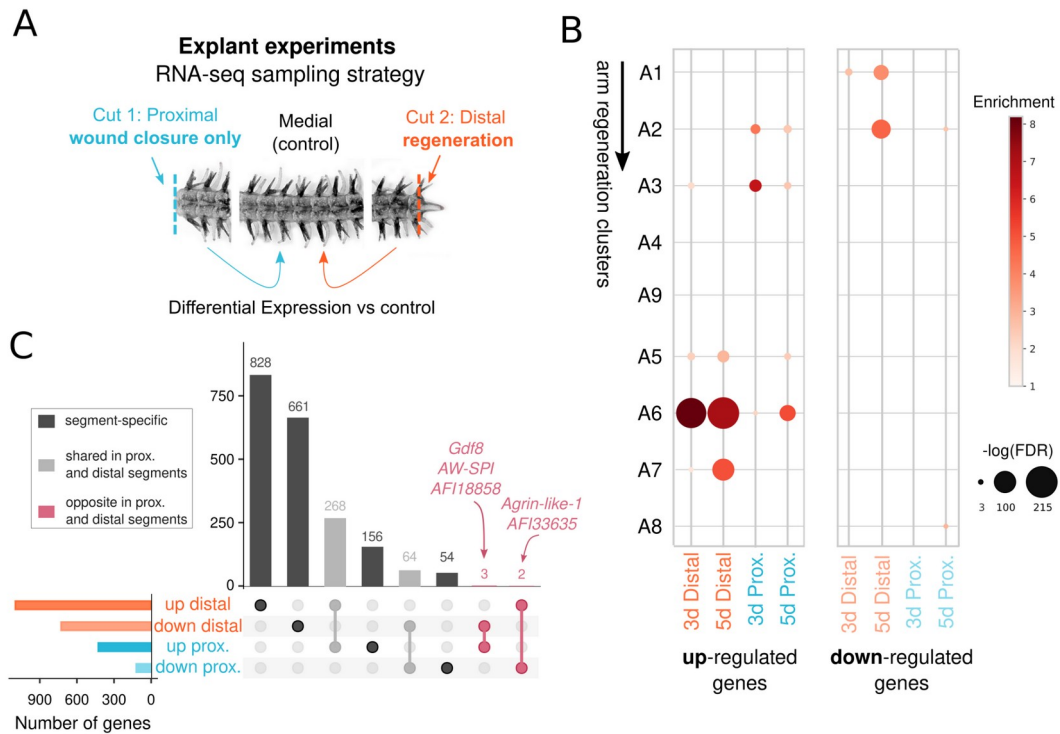 A
Explant experiments
RNA-seq sampling strategy
Cut 1: Proximal
wound closure only
Medial
(control)
Cut 2: Distal
regeneration
Differential Expression vs control
B
arm regeneration clusters
A1
A2
A3
A4
A9
A5
A6
A7
A8
3d Distal
5d Distal
3d Prox.
5d Prox.
3d Distal
5d Distal
3d Prox.
5d Prox.
up-regulated
genes
down-regulated
genes
Enrichment
8
7
6
5
4
3
2
1
-log(FDR)
3 100 215
C
segment-specific
shared in prox.
and distal segments
opposite in prox.
and distal segments
750
500
250
0
828
661
268
156
64
54
3
2
Gdf8
AW-SPI
AFI18858
Agrin-like-1
AFI33635
up distal
down distal
up prox.
down prox.
900 600 300 0
Number of genes